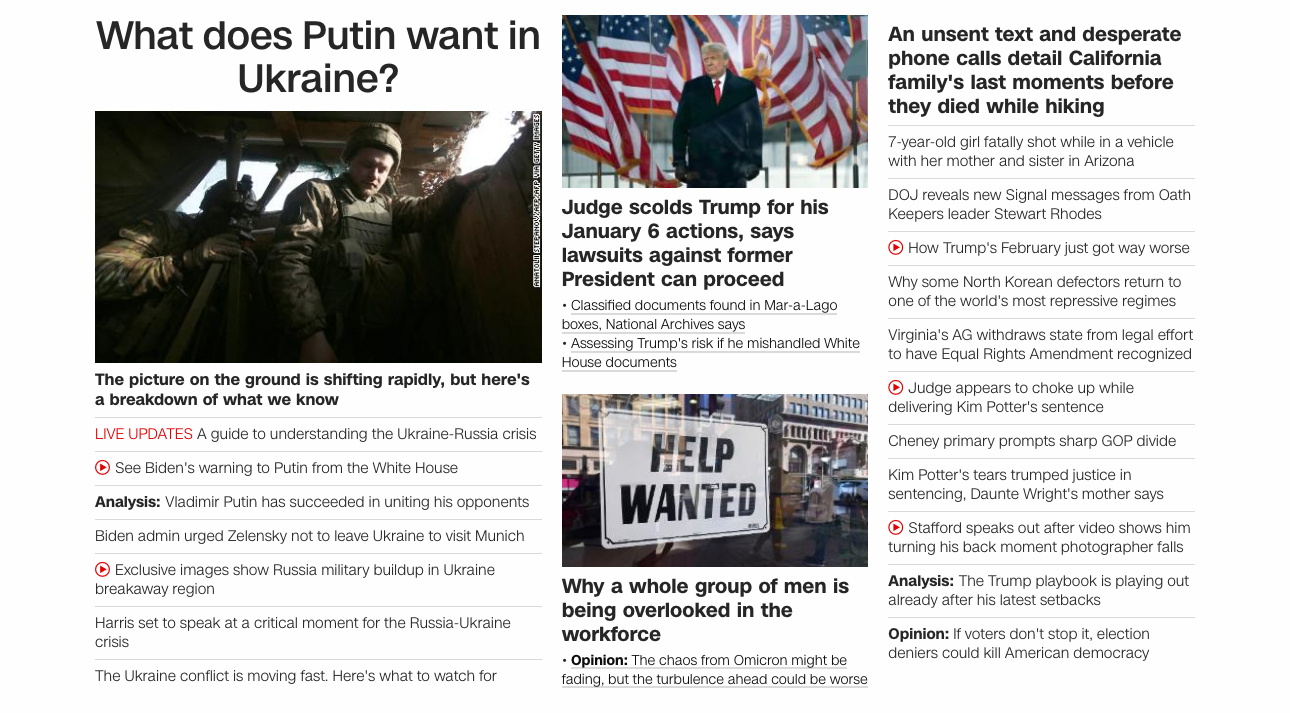 What does Putin want in
Ukraine?
ANATOLII STEPANOV/AFP/AFP VIA GETTY IMAGES
The picture on the ground is shifting rapidly, but here's
a breakdown of what we know
LIVE UPDATES A guide to understanding the Ukraine-Russia crisis
See Biden's warning to Putin from the White House
Analysis: Vladimir Putin has succeeded in uniting his opponents
Biden admin urged Zelensky not to leave Ukraine to visit Munich
Exclusive images show Russia military buildup in Ukraine
breakaway region
Harris set to speak at a critical moment for the Russia-Ukraine
crisis
The Ukraine conflict is moving fast. Here's what to watch for
Judge scolds Trump for his
January 6 actions, says
lawsuits against former
President can proceed
• Classified documents found in Mar-a-Lago
boxes, National Archives says
• Assessing Trump's risk if he mishandled White
House documents
HELP
WANTED
Why a whole group of men is
being overlooked in the
workforce
• Opinion: The chaos from Omicron might be
fading, but the turbulence ahead could be worse
An unsent text and desperate
phone calls detail California
family's last moments before
they died while hiking
7-year-old girl fatally shot while in a vehicle
with her mother and sister in Arizona
DOJ reveals new Signal messages from Oath
Keepers leader Stewart Rhodes
How Trump's February just got way worse
Why some North Korean defectors return to
one of the world's most repressive regimes
Virginia's AG withdraws state from legal effort
to have Equal Rights Amendment recognized
Judge appears to choke up while
delivering Kim Potter's sentence
Cheney primary prompts sharp GOP divide
Kim Potter's tears trumped justice in
sentencing, Daunte Wright's mother says
Stafford speaks out after video shows him
turning his back moment photographer falls
Analysis: The Trump playbook is playing out
already after his latest setbacks
Opinion: If voters don't stop it, election
deniers could kill American democracy